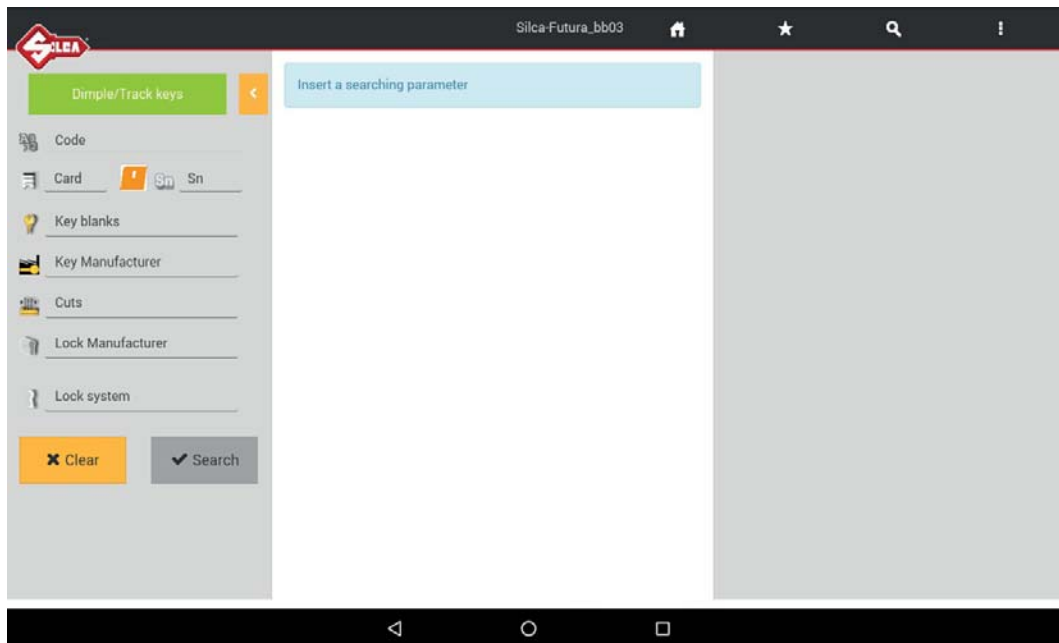 Silca-Futura_bb03
SILCA
Dimple/Track keys
Insert a searching parameter
Code
Card
Sn
Sn
Key blanks
Key Manufacturer
Cuts
Lock Manufacturer
Lock system
Clear
Search